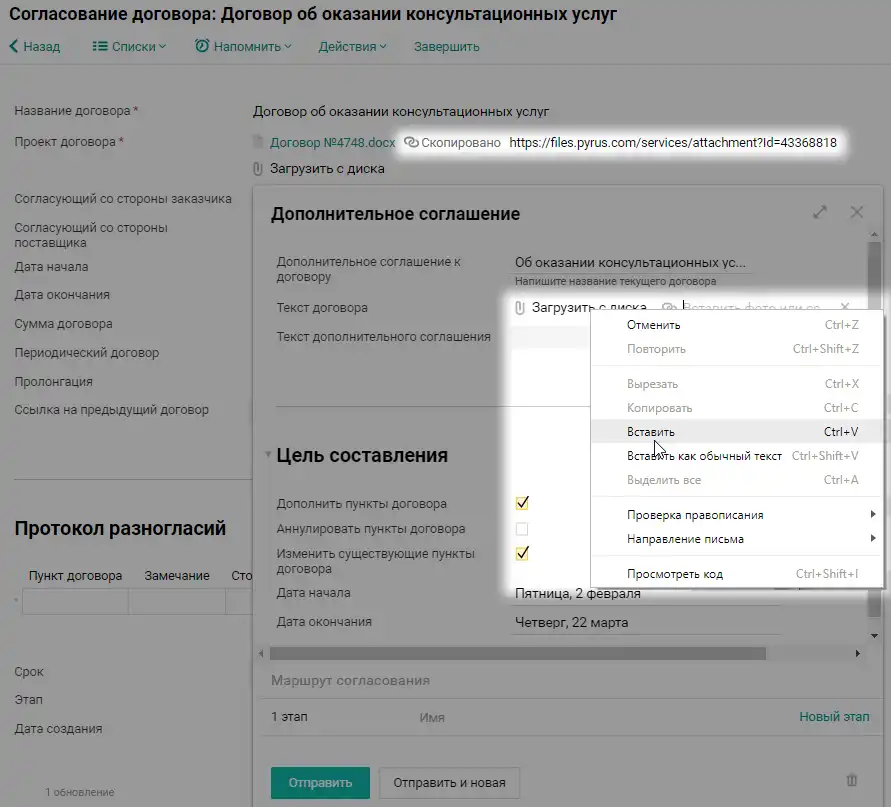 Согласование договора: Договор об оказании консультационных услуг
Назад Списки Напомнить Действия Завершить
Название договора * Договор об оказании консультационных услуг
Проект договора * Договор №4748.docx Скопировано https://files.pyrus.com/services/attachment?Id=43368818
Загрузить с диска
Согласующий со стороны заказчика
Согласующий со стороны
поставщика
Дата начала
Дата окончания
Сумма договора
Периодический договор
Пролонгация
Ссылка на предыдущий договор
Протокол разногласий
Пункт договора Замечание Сто
Срок
Этап
Дата создания
1 обновление
Дополнительное соглашение
Дополнительное соглашение к
договору
Об оказании консультационных ус...
Напишите название текущего договора
Текст договора Загрузить с диска Вставить фото или сс
Текст дополнительного соглашения
Цель составления
Дополнить пункты договора
Аннулировать пункты договора
Изменить существующие пункты
договора
Дата начала Пятница, 2 февраля
Дата окончания Четверг, 22 марта
Маршрут согласования
1 этап Имя Новый этап
Отправить Отправить и новая
Отменить Ctrl+Z
Повторить Ctrl+Shift+Z
Вырезать Ctrl+X
Копировать Ctrl+C
Вставить Ctrl+V
Вставить как обычный текст Ctrl+Shift+V
Выделить все Ctrl+A
Проверка правописания
Направление письма
Просмотреть код Ctrl+Shift+I